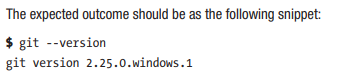 The expected outcome should be as the following snippet:
$ git --version
git version 2.25.0.windows.1